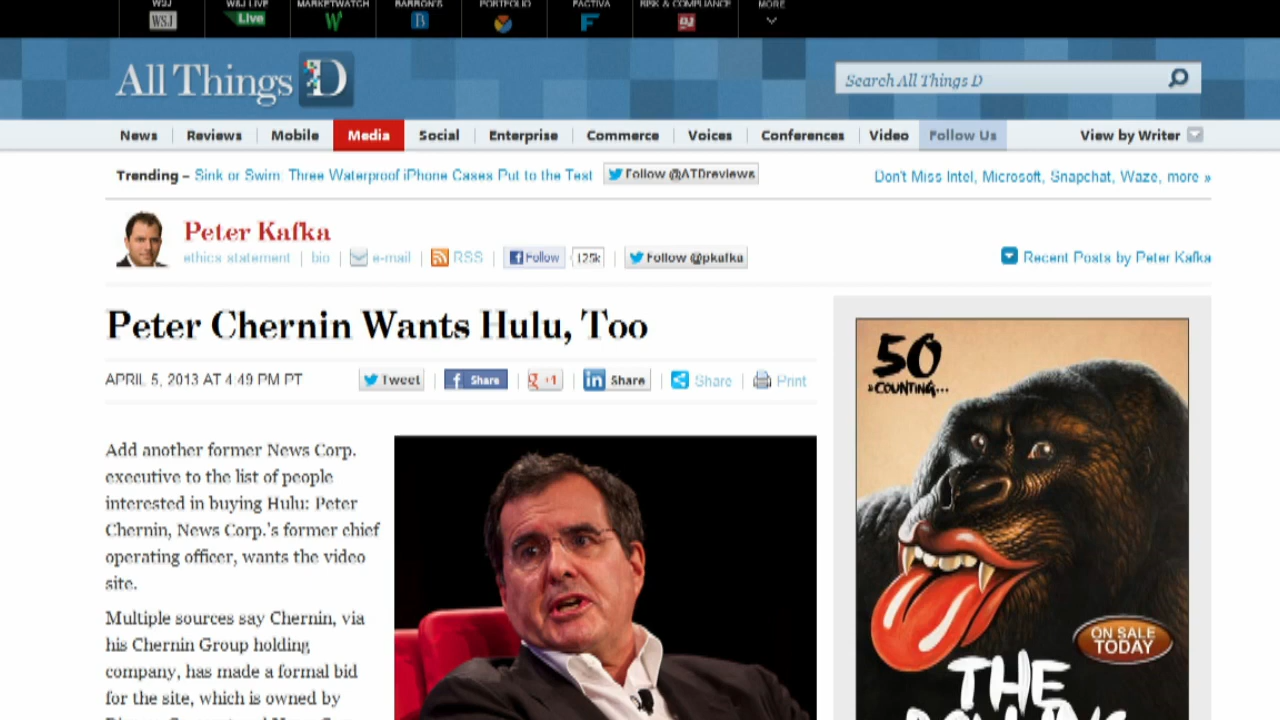 WSJ WSJ LIVE MARKETWATCH BARRON'S PORTFOLIO FACTIVA RISK & COMPLIANCE MORE
WSJ Live W B F DJ
All Things D
Search All Things D
News Reviews Mobile Media Social Enterprise Commerce Voices Conferences Video Follow Us View by Writer
Trending – Sink or Swim: Three Waterproof iPhone Cases Put to the Test Follow @ATDreviews Don't Miss Intel, Microsoft, Snapchat, Waze, more »
Peter Kafka
ethics statement | bio | e-mail | RSS | Follow 125k | Follow @pkafka Recent Posts by Peter Kafka
Peter Chernin Wants Hulu, Too
APRIL 5, 2013 AT 4:49 PM PT Tweet | Share | +1 | in Share | Share | Print
Add another former News Corp.
executive to the list of people
interested in buying Hulu: Peter
Chernin, News Corp.'s former chief
operating officer, wants the video
site.
Multiple sources say Chernin, via
his Chernin Group holding
company, has made a formal bid
for the site, which is owned by
50
& COUNTING...
ON SALE
TODAY
THE